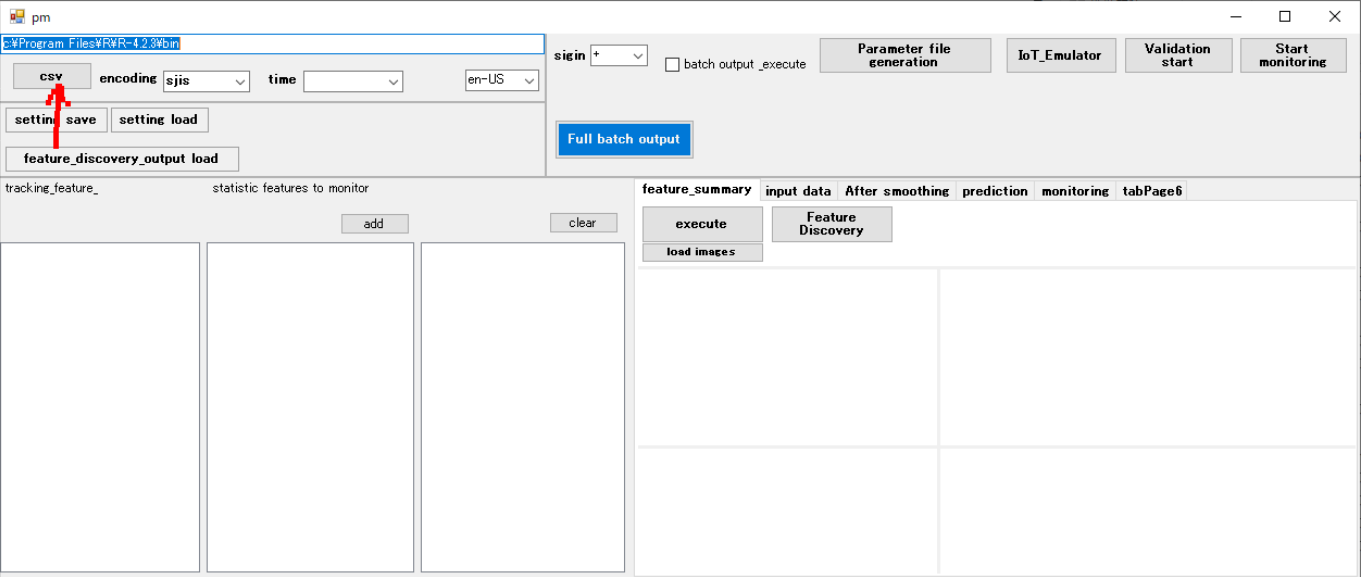 pm
c:¥Program Files¥R¥R-4.2.3¥bin
csv encoding sjis time en-US
setting save setting load
feature_discovery_output load
sigin + batch output _execute Parameter file generation IoT_Emulator Validation start Start monitoring
Full batch output
tracking_feature_ statistic features to monitor
add clear
feature_summary input data After smoothing prediction monitoring tabPage6
execute Feature Discovery
load images